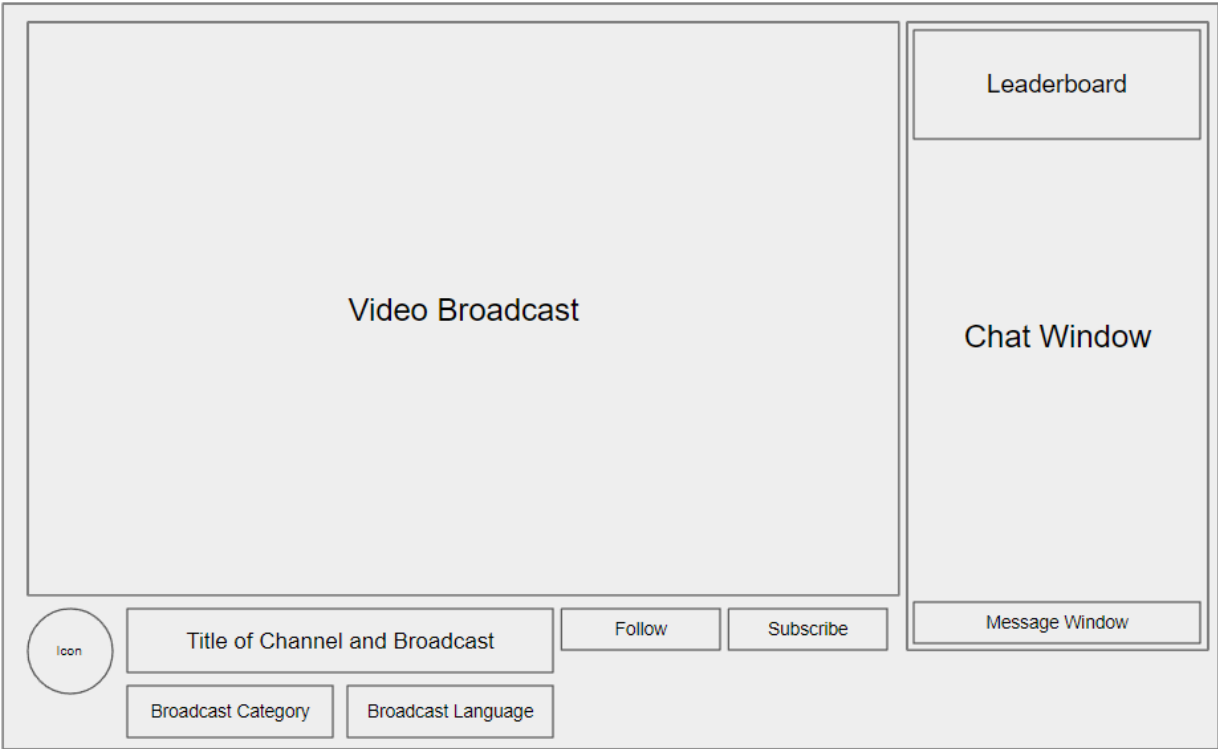 Leaderboard
Video Broadcast
Chat Window
Icon
Title of Channel and Broadcast
Follow
Subscribe
Message Window
Broadcast Category
Broadcast Language